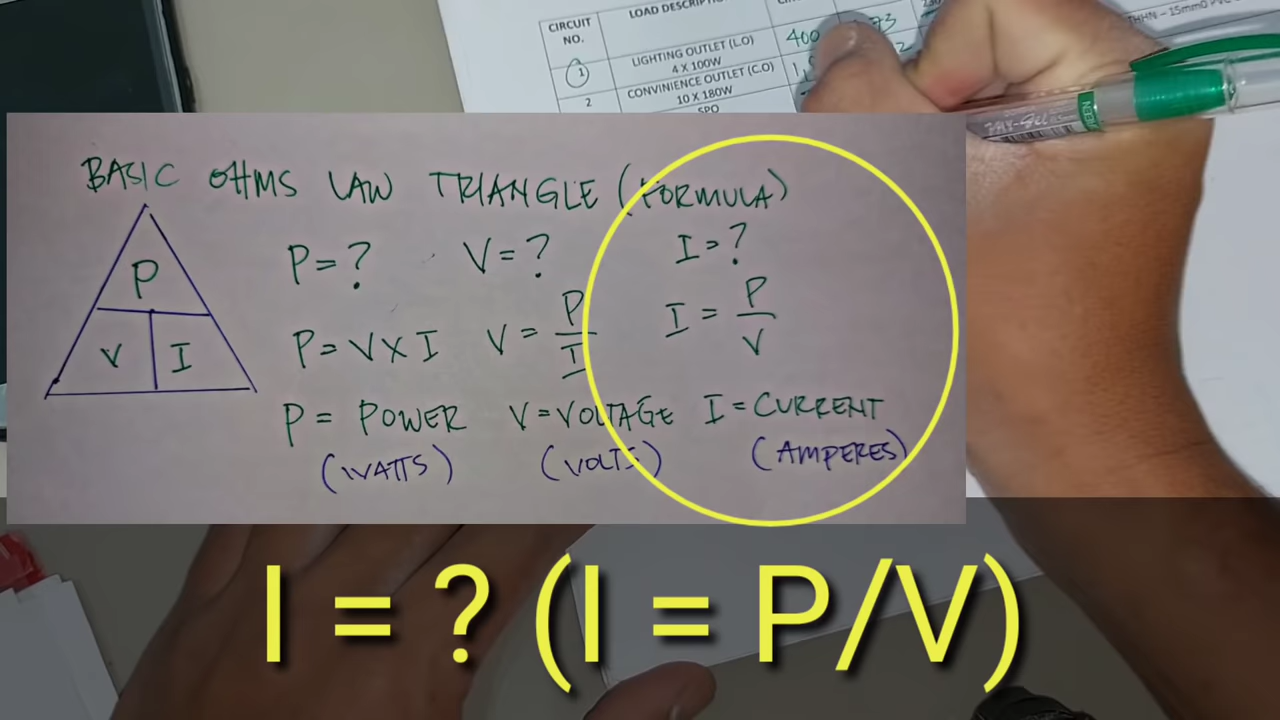 CIRCUIT NO.
LOAD
1
LIGHTING OUTLET (L.O)
4 X 100W
400
2
CONVINIENCE OUTLET (C.O)
10 X 180W
SPO
BASIC OHMS LAW TRIANGLE (FORMULA)
P
V I
P = ? V = ? I = ?
P = V X I V = P/I I = P/V
P = POWER V = VOLTAGE I = CURRENT
(WATTS) (VOLTS) (AMPERES)
I = ? (I = P/V)